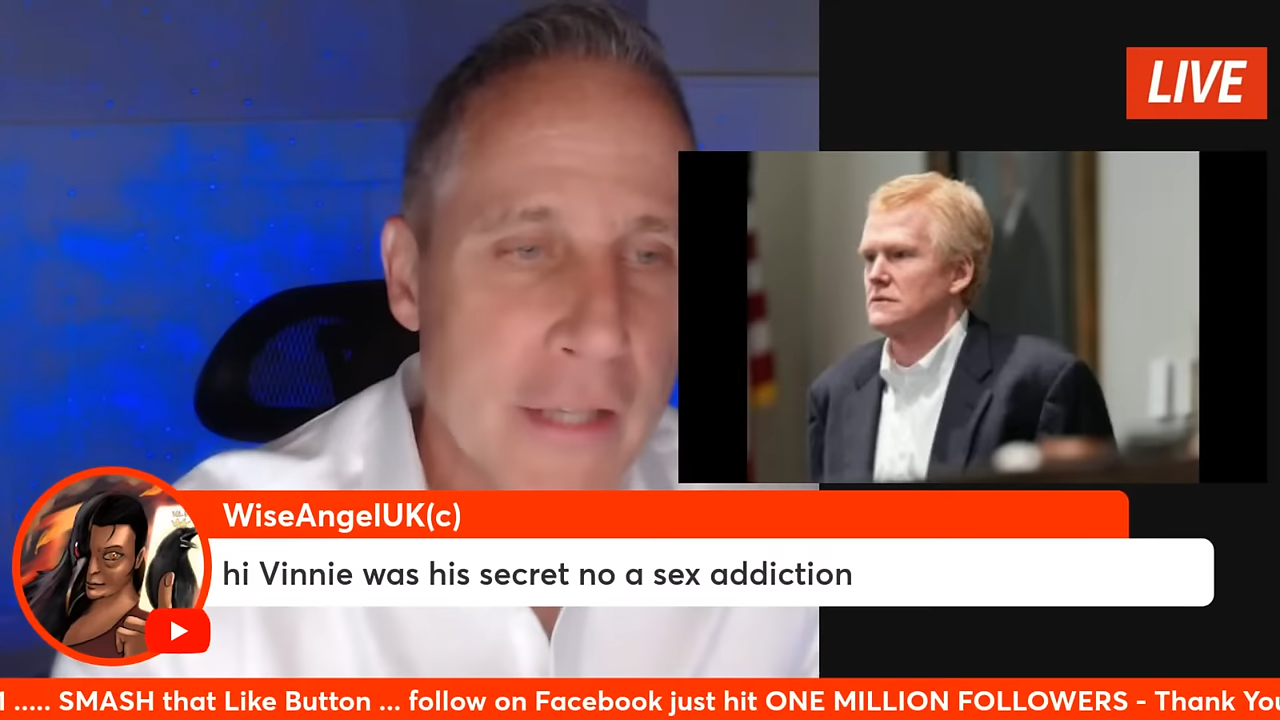 LIVE
WiseAngelUK(c)
hi Vinnie was his secret no a sex addiction
1 ..... SMASH that Like Button ... follow on Facebook just hit ONE MILLION FOLLOWERS - Thank You